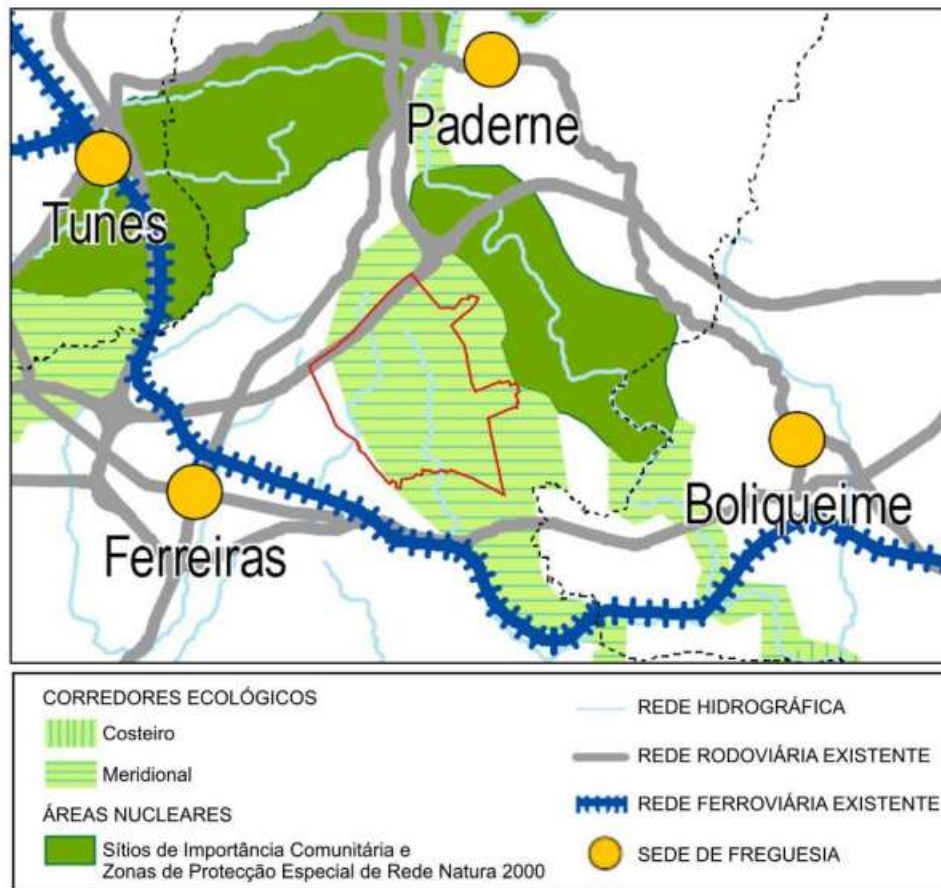 Paderne
Tunes
Boliqueime
Ferreiras
CORREDORES ECOLÓGICOS
Costeiro
Meridional
ÁREAS NUCLEARES
Sítios de Importância Comunitária e
Zonas de Protecção Especial de Rede Natura 2000
REDE HIDROGRÁFICA
REDE RODOVIÁRIA EXISTENTE
REDE FERROVIÁRIA EXISTENTE
SEDE DE FREGUESIA